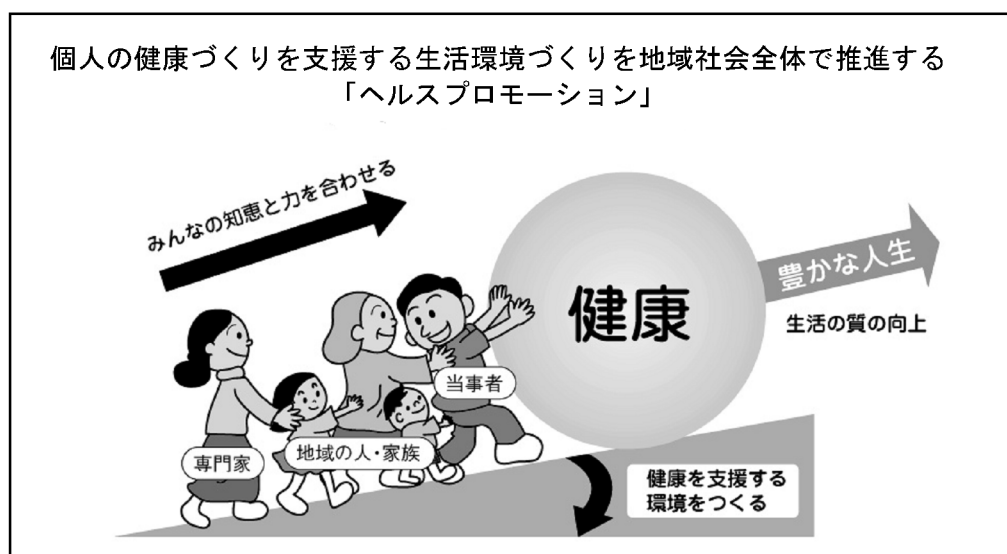 個人の健康づくりを支援する生活環境づくりを地域社会全体で推進する
「ヘルスプロモーション」
みんなの知恵と力を合わせる
健康
豊かな人生
生活の質の向上
当事者
地域の人・家族
専門家
健康を支援する
環境をつくる